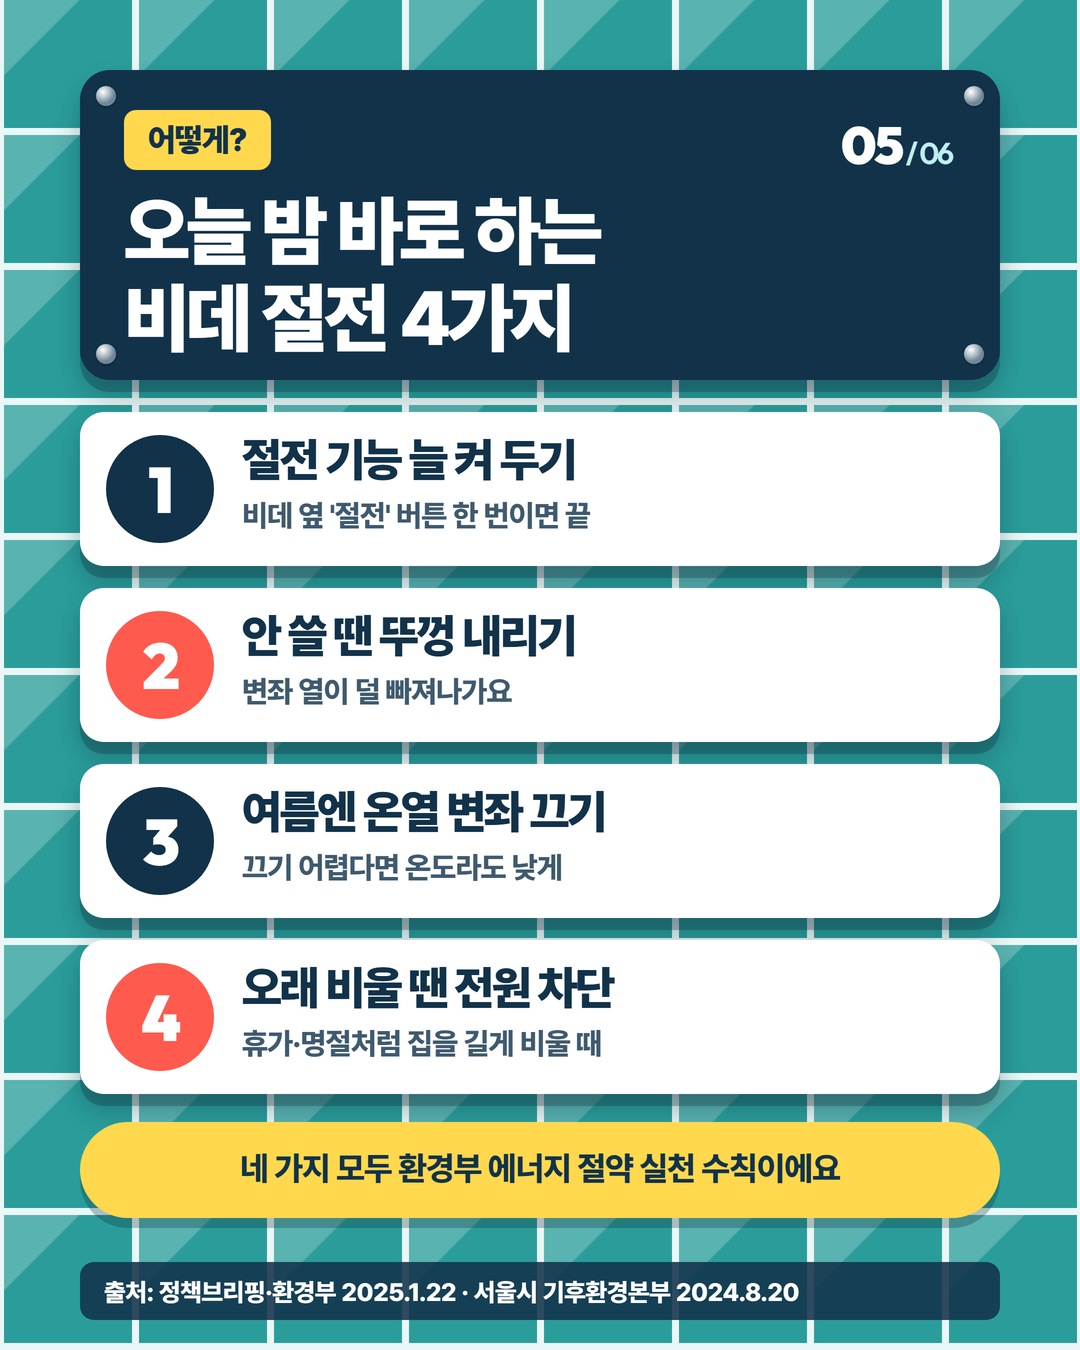 어떻게?
05/06
오늘 밤 바로 하는
비데 절전 4가지
1
절전 기능 늘 켜 두기
비데 옆 '절전' 버튼 한 번이면 끝
2
안 쓸 땐 뚜껑 내리기
변좌 열이 덜 빠져나가요
3
여름엔 온열 변좌 끄기
끄기 어렵다면 온도라도 낮게
4
오래 비울 땐 전원 차단
휴가·명절처럼 집을 길게 비울 때
네 가지 모두 환경부 에너지 절약 실천 수칙이에요
출처: 정책브리핑·환경부 2025.1.22 · 서울시 기후환경본부 2024.8.20